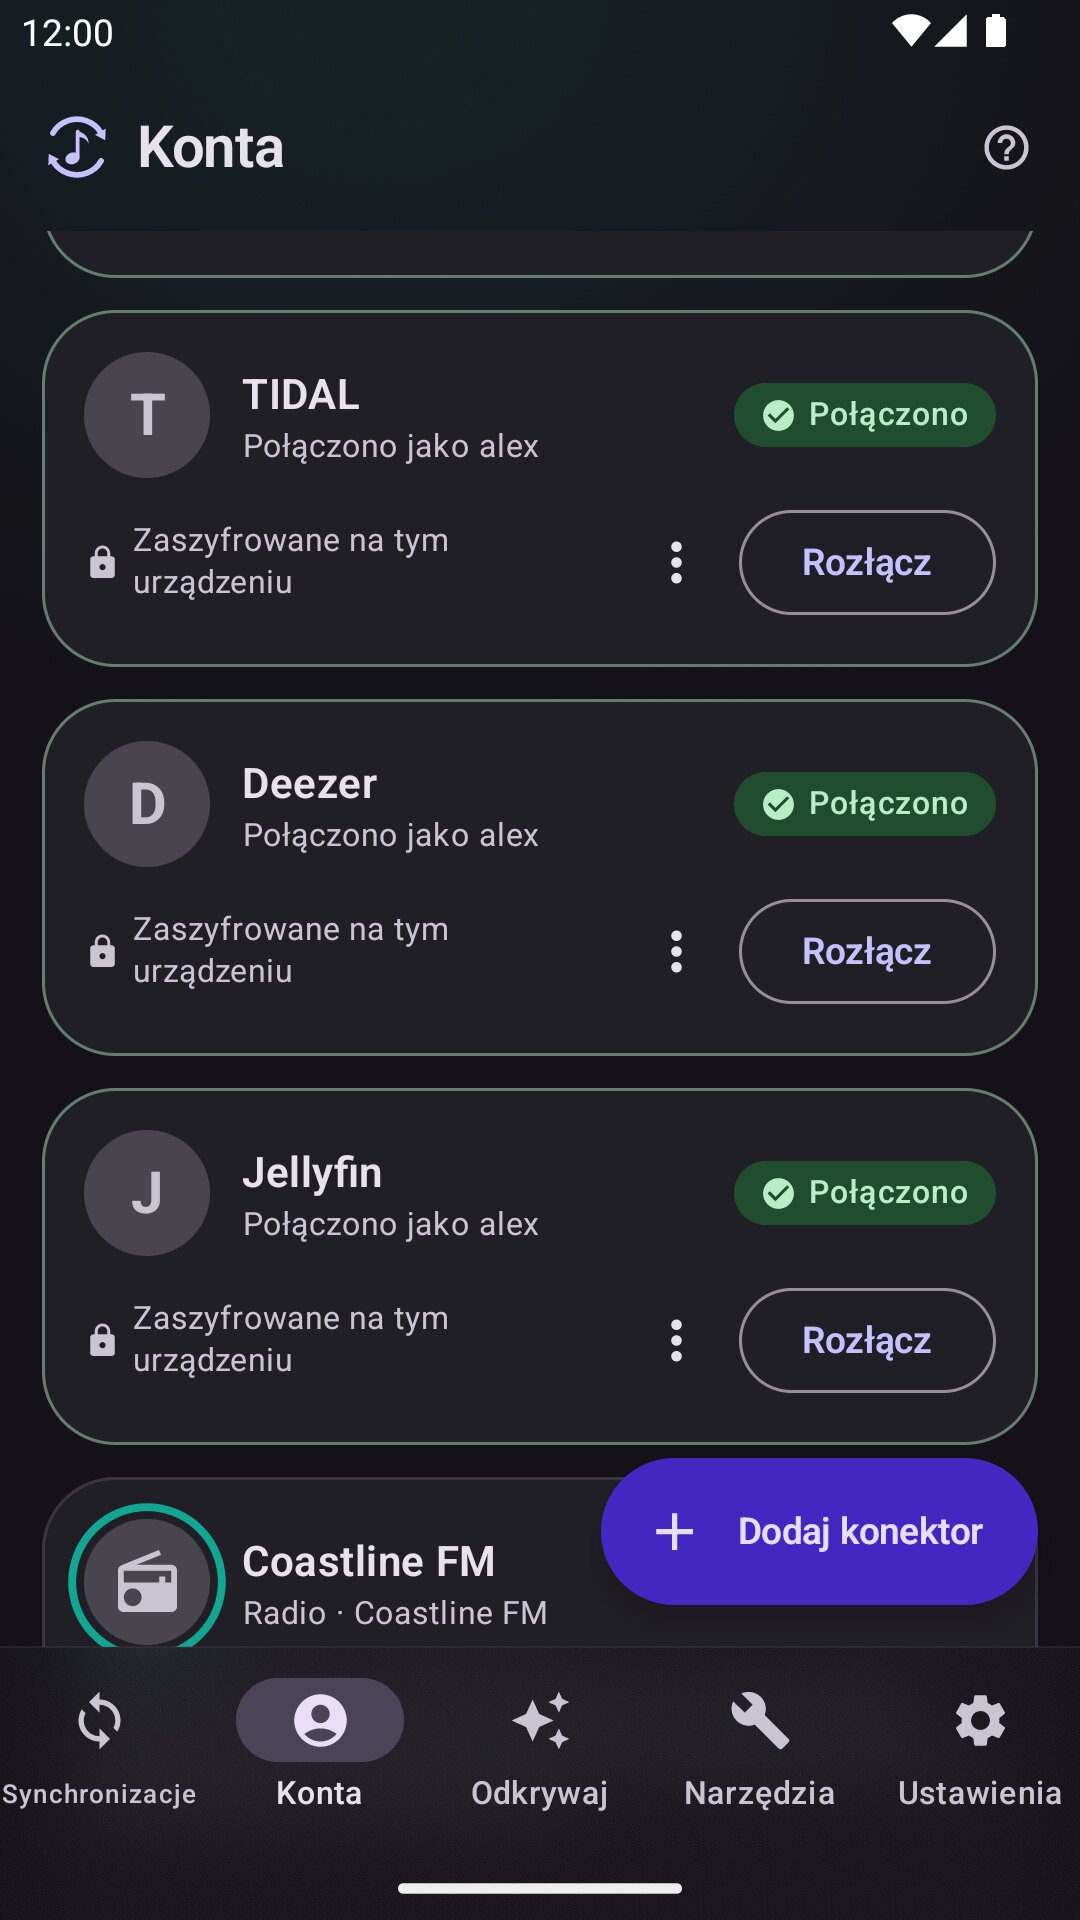 12:00
Konta
T
TIDAL
Połączono jako alex
Połączono
Zaszyfrowane na tym
urządzeniu
Rozłącz
D
Deezer
Połączono jako alex
Połączono
Zaszyfrowane na tym
urządzeniu
Rozłącz
J
Jellyfin
Połączono jako alex
Połączono
Zaszyfrowane na tym
urządzeniu
Rozłącz
Coastline FM
Radio · Coastline FM
Dodaj konektor
Synchronizacje
Konta
Odkrywaj
Narzędzia
Ustawienia